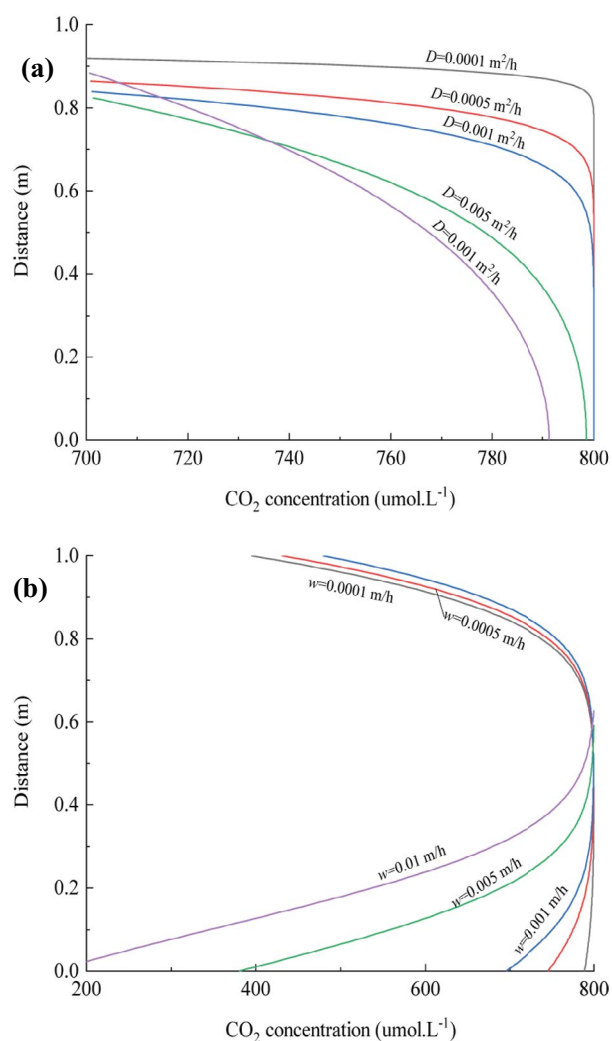 (a)
1.0
0.8
0.6
0.4
0.2
0.0
Distance (m)
D=0.0001 m²/h
D=0.0005 m²/h
D=0.001 m²/h
D=0.005 m²/h
D=0.001 m²/h
700 720 740 760 780 800
CO₂ concentration (umol.L⁻¹)
(b)
1.0
0.8
0.6
0.4
0.2
0.0
Distance (m)
w=0.0001 m/h
w=0.0005 m/h
w=0.01 m/h
w=0.005 m/h
w=0.001 m/h
200 400 600 800
CO₂ concentration (umol.L⁻¹)